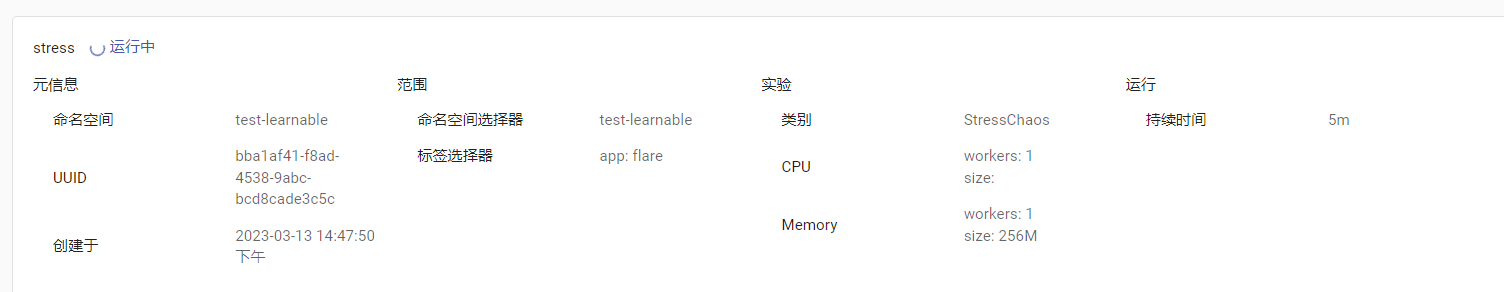 stress 运行中
元信息
命名空间 test-learnable
UUID bba1af41-f8ad-
4538-9abc-
bcd8cade3c5c
创建于 2023-03-13 14:47:50
下午
范围
命名空间选择器 test-learnable
标签选择器 app: flare
实验
类别 StressChaos
CPU workers: 1
size:
Memory workers: 1
size: 256M
运行
持续时间 5m